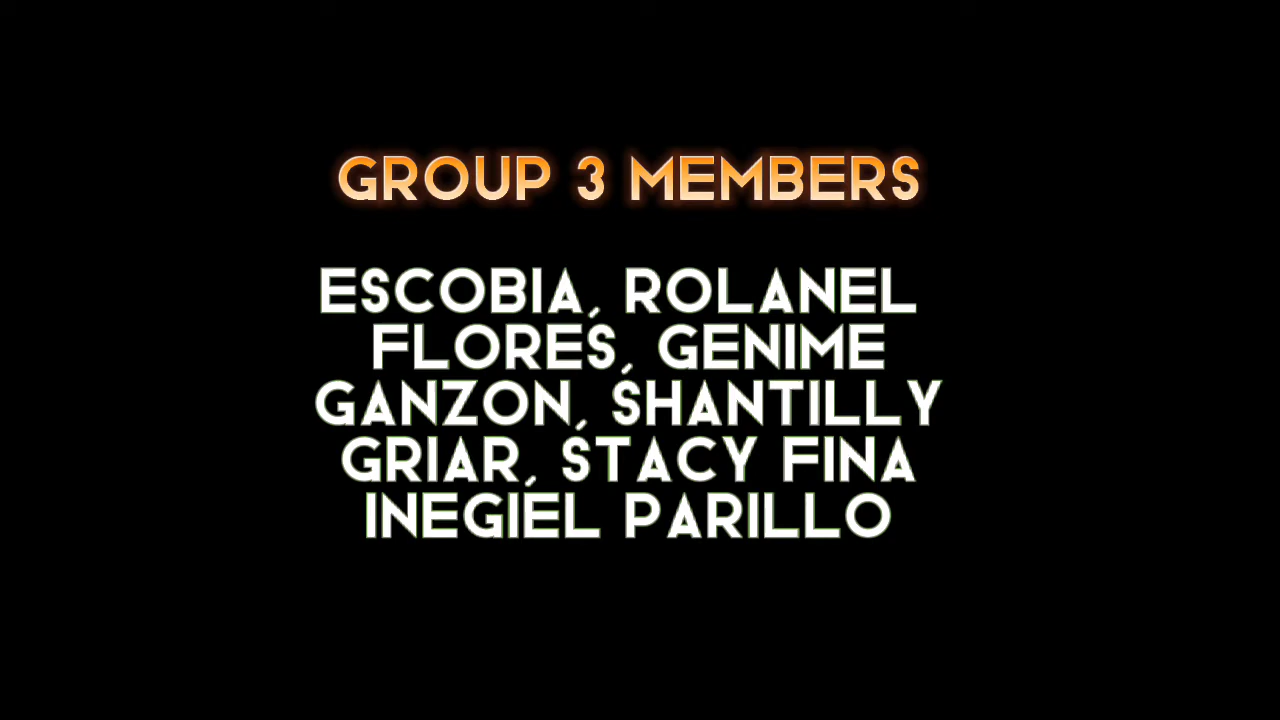 GROUP 3 MEMBERS
ESCOBIA, ROLANEL
FLORES, GENIME
GANZON, SHANTILLY
GRIAR, STACY FINA
INEGIEL PARILLO